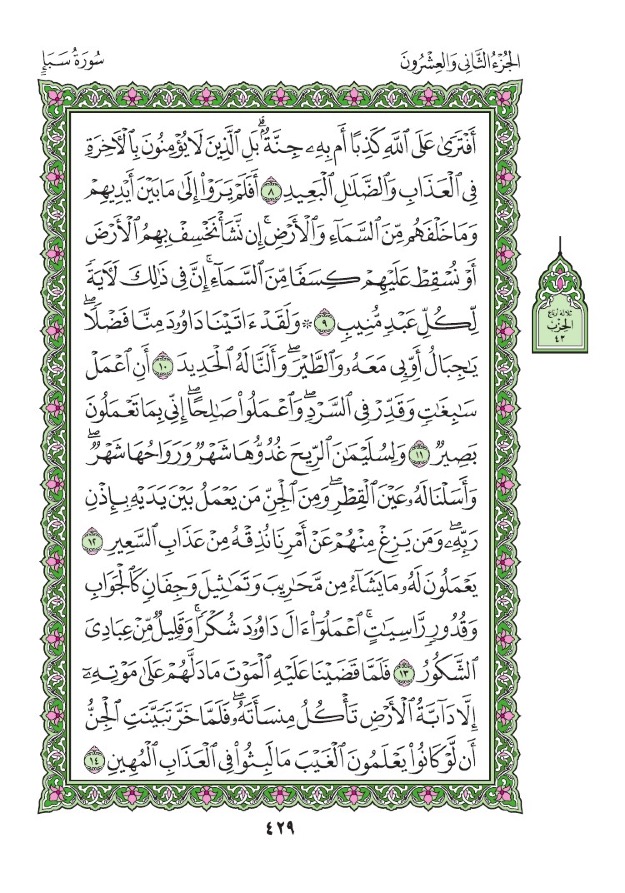 الجُزْءُ الثَّانِي وَالعِشْرُونَ
سُورَةُ سَبَإٍ
أَفْتَرَىٰ عَلَى ٱللَّهِ كَذِبًا أَم بِهِۦ جِنَّةٌۢۗ بَلِ ٱلَّذِينَ لَا يُؤْمِنُونَ بِٱلْأَخِرَةِ
فِي ٱلْعَذَابِ وَٱلضَّلَٰلِ ٱلْبَعِيدِ ٨ أَفَلَمْ يَرَوْا۟ إِلَىٰ مَا بَيْنَ أَيْدِيهِمْ
وَمَا خَلْفَهُم مِّنَ ٱلسَّمَآءِ وَٱلْأَرْضِۚ إِن نَّشَأْ نَخْسِفْ بِهِمُ ٱلْأَرْضَ
أَوْ نُسْقِطْ عَلَيْهِمْ كِسَفًا مِّنَ ٱلسَّمَآءِۚ إِنَّ فِي ذَٰلِكَ لَأٓيَةً
لِّكُلِّ عَبْدٍ مُّنِيبٍ ٩ ۞ وَلَقَدْ ءَاتَيْنَا دَاوُۥدَ مِنَّا فَضْلًاۖ
يَٰجِبَالُ أَوِّبِي مَعَهُۥ وَٱلطَّيْرَۖ وَأَلَنَّا لَهُ ٱلْحَدِيدَ ١٠ أَنِ ٱعْمَلْ
سَٰبِغَٰتٍ وَقَدِّرْ فِي ٱلسَّرْدِۖ وَٱعْمَلُوا۟ صَٰلِحًاۖ إِنِّي بِمَا تَعْمَلُونَ
بَصِيرٌ ١١ وَلِسُلَيْمَٰنَ ٱلرِّيحَ غُدُوُّهَا شَهْرٌ وَرَوَاحُهَا شَهْرٌۖ
وَأَسَلْنَا لَهُۥ عَيْنَ ٱلْقِطْرِۖ وَمِنَ ٱلْجِنِّ مَن يَعْمَلُ بَيْنَ يَدَيْهِ بِإِذْنِ
رَبِّهِۦۖ وَمَن يَزِغْ مِنْهُمْ عَنْ أَمْرِنَا نُذِقْهُ مِنْ عَذَابِ ٱلسَّعِيرِ ١٢
يَعْمَلُونَ لَهُۥ مَا يَشَآءُ مِن مَّحَٰرِيبَ وَتَمَٰثِيلَ وَجِفَانٍ كَٱلْجَوَابِ
وَقُدُورٍ رَّاسِيَٰتٍۚ ٱعْمَلُوٓا۟ ءَالَ دَاوُۥدَ شُكْرًاۚ وَقَلِيلٌ مِّنْ عِبَادِيَ
ٱلشَّكُورُ ١٣ فَلَمَّا قَضَيْنَا عَلَيْهِ ٱلْمَوْتَ مَا دَلَّهُمْ عَلَىٰ مَوْتِهِۦٓ
إِلَّا دَآبَّةُ ٱلْأَرْضِ تَأْكُلُ مِنسَأَتَهُۥۖ فَلَمَّا خَرَّ تَبَيَّنَتِ ٱلْجِنُّ
أَن لَّوْ كَانُوا۟ يَعْلَمُونَ ٱلْغَيْبَ مَا لَبِثُوا۟ فِي ٱلْعَذَابِ ٱلْمُهِينِ ١٤
ثلاثة أرباع
الحزب
٤٣
٤٢٩